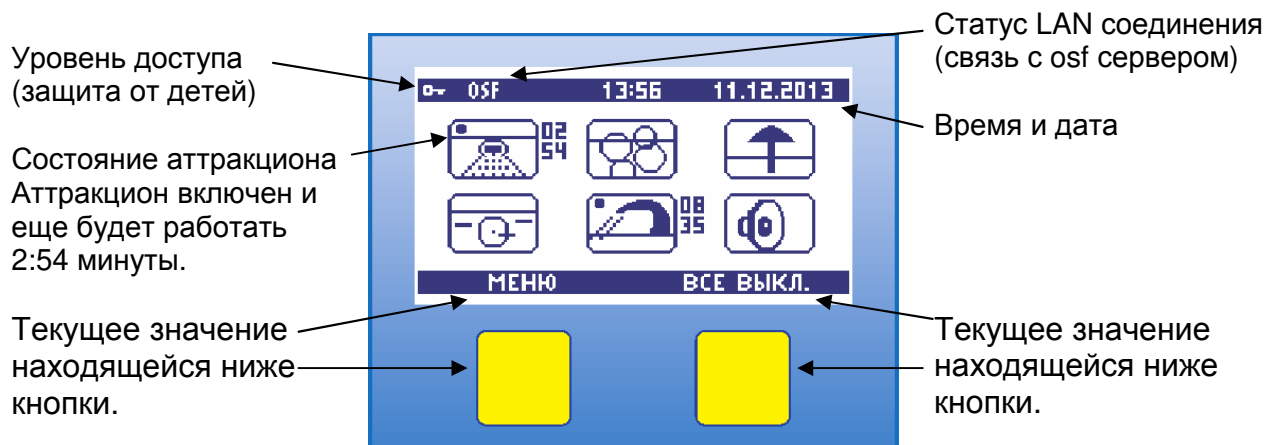 Уровень доступа
(защита от детей)
Статус LAN соединения
(связь с osf сервером)
OSF 13:56 11.12.2013
Время и дата
Состояние аттракциона
Аттракцион включен и
еще будет работать
2:54 минуты.
02
54
08
35
МЕНЮ ВСЕ ВЫКЛ.
Текущее значение
находящейся ниже
кнопки.
Текущее значение
находящейся ниже
кнопки.